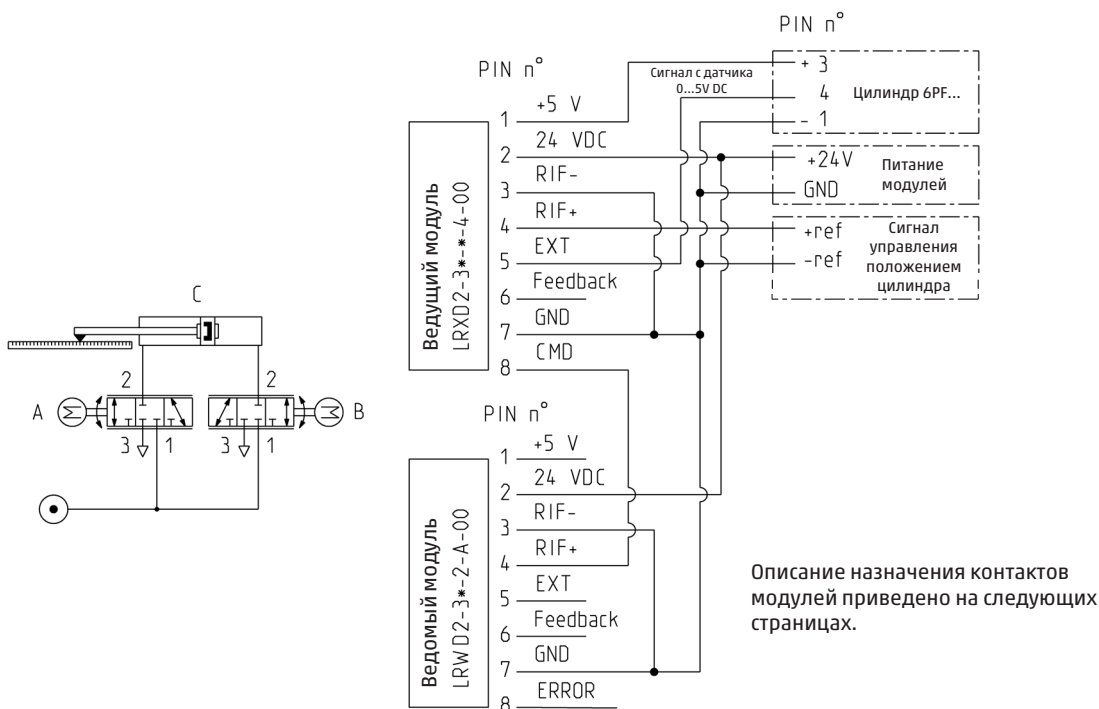 PIN n°
+ 3
4
- 1
Цилиндр 6PF...
Сигнал с датчика
0...5V DC
+24V
GND
Питание
модулей
+ref
-ref
Сигнал
управления
положением
цилиндра
PIN n°
Ведущий модуль
LRXD2-3*-*-4-00
1 +5 V
2 24 VDC
3 RIF-
4 RIF+
5 EXT
6 Feedback
7 GND
8 CMD
C
2 2
A M M B
3 1 3 1
PIN n°
Ведомый модуль
LRWD2-3*-2-A-00
1 +5 V
2 24 VDC
3 RIF-
4 RIF+
5 EXT
6 Feedback
7 GND
8 ERROR
Описание назначения контактов
модулей приведено на следующих
страницах.